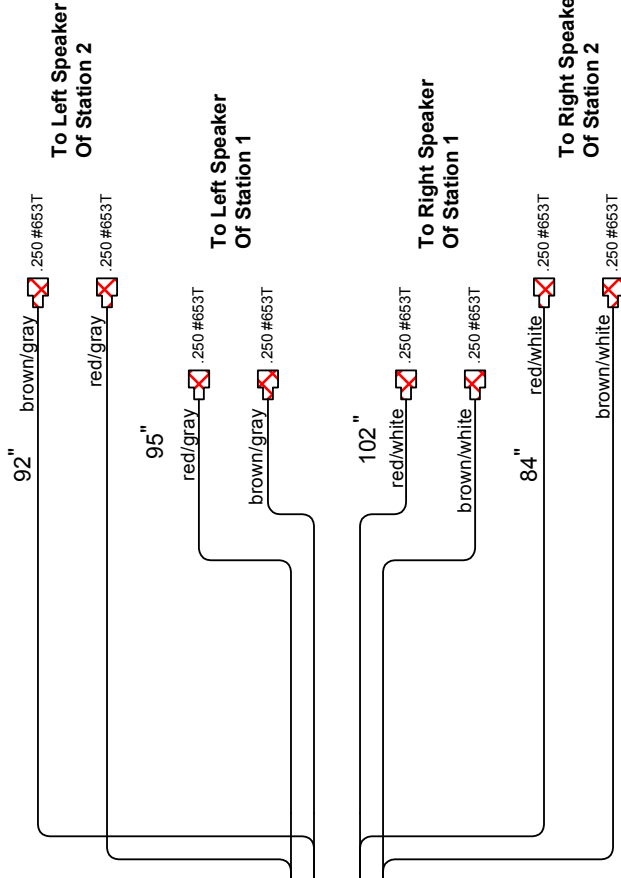 To Left Speaker
Of Station 2
.250 #653T
brown/gray
.250 #653T
red/gray
92"
To Left Speaker
Of Station 1
.250 #653T
red/gray
.250 #653T
brown/gray
95"
To Right Speaker
Of Station 1
.250 #653T
red/white
.250 #653T
brown/white
102"
To Right Speake
Of Station 2
.250 #653T
red/white
.250 #653T
brown/white
84"